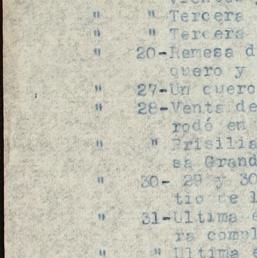 " " Tercera
" " Tercera
" 20-Remesa d
quero y
" 27-Un cuero
" 28-Venta de
rodó en
" " Brisilia
sa Grand
" 30- 29 y 30
tio de l
" 31-Ultima e
ra compl
" " Ultima e